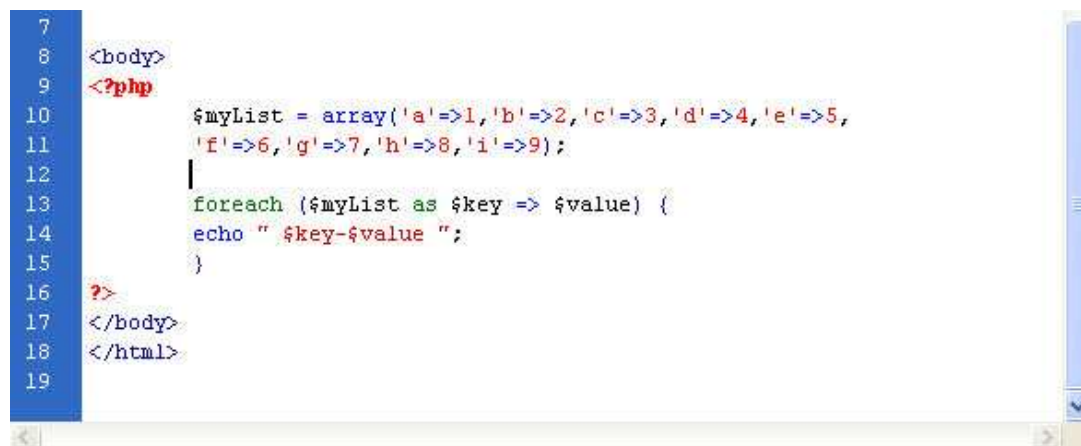 7
8 <body>
9 <?php
10 $myList = array('a'=>1,'b'=>2,'c'=>3,'d'=>4,'e'=>5,
11 'f'=>6,'g'=>7,'h'=>8,'i'=>9);
12
13 foreach ($myList as $key => $value) {
14 echo " $key-$value ";
15 }
16 ?>
17 </body>
18 </html>
19